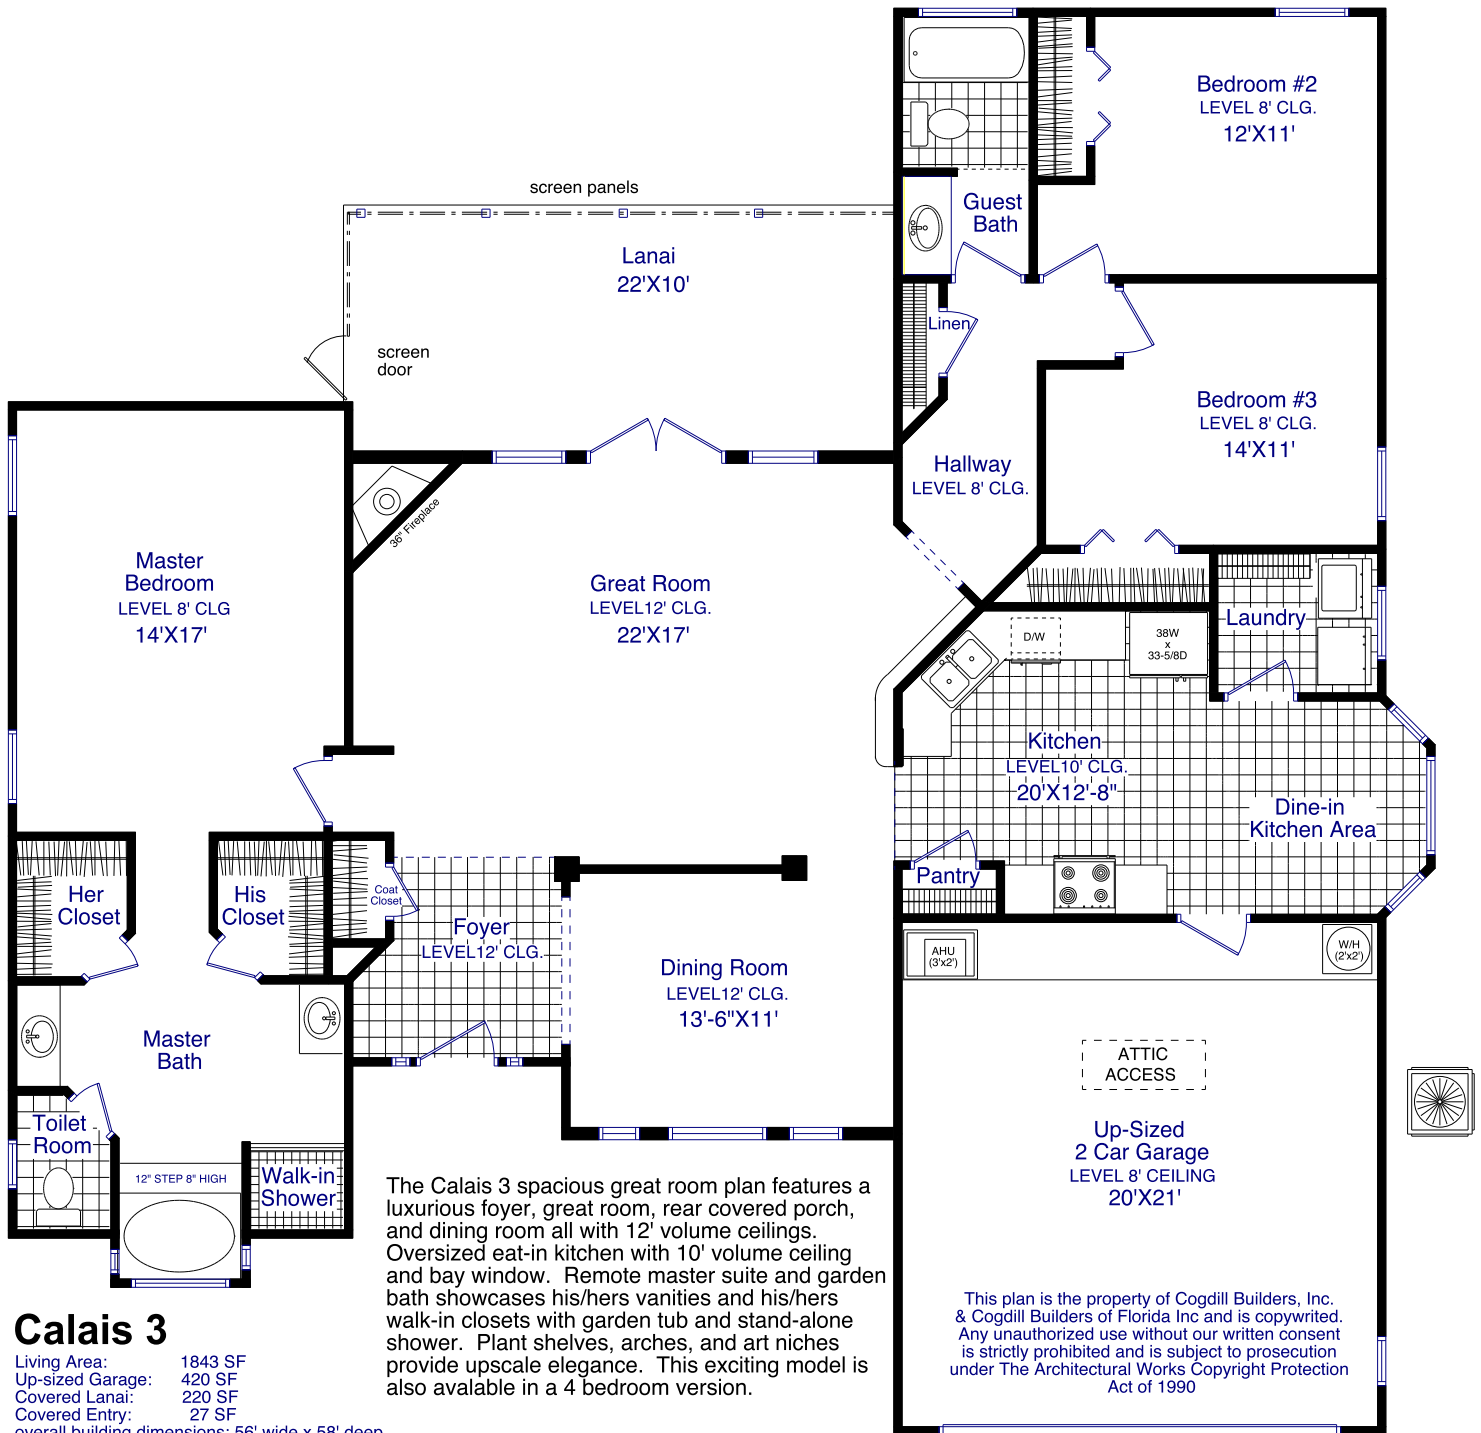 Bedroom #2
LEVEL 8' CLG.
12'X11'
Guest
Bath
screen panels
Lanai
22'X10'
screen
door
Linen
Bedroom #3
LEVEL 8' CLG.
14'X11'
Hallway
LEVEL 8' CLG.
36" Fireplace
Master
Bedroom
LEVEL 8' CLG
14'X17'
Great Room
LEVEL12' CLG.
22'X17'
D/W
38W
x
33-5/8D
Laundry
Kitchen
LEVEL10' CLG.
20'X12'-8"
Dine-in
Kitchen Area
Pantry
Her
Closet
His
Closet
Coat
Closet
Foyer
LEVEL12' CLG.
Dining Room
LEVEL12' CLG.
13'-6"X11'
AHU
(3'x2')
W/H
(2'x2')
Master
Bath
ATTIC
ACCESS
Toilet
Room
12" STEP 8" HIGH
Walk-in
Shower
Up-Sized
2 Car Garage
LEVEL 8' CEILING
20'X21'
The Calais 3 spacious great room plan features a
luxurious foyer, great room, rear covered porch,
and dining room all with 12' volume ceilings.
Oversized eat-in kitchen with 10' volume ceiling
and bay window.  Remote master suite and garden
bath showcases his/hers vanities and his/hers
walk-in closets with garden tub and stand-alone
shower.  Plant shelves, arches, and art niches
provide upscale elegance.  This exciting model is
also avalable in a 4 bedroom version.
This plan is the property of Cogdill Builders, Inc.
& Cogdill Builders of Florida Inc and is copywrited.
Any unauthorized use without our written consent
is strictly prohibited and is subject to prosecution
under The Architectural Works Copyright Protection
Act of 1990
Calais 3
Living Area: 1843 SF
Up-sized Garage: 420 SF
Covered Lanai: 220 SF
Covered Entry: 27 SF
overall building dimensions: 56' wide x 58' deep